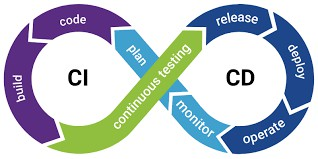 code
build
CI
plan
continuous testing
release
deploy
CD
operate
monitor